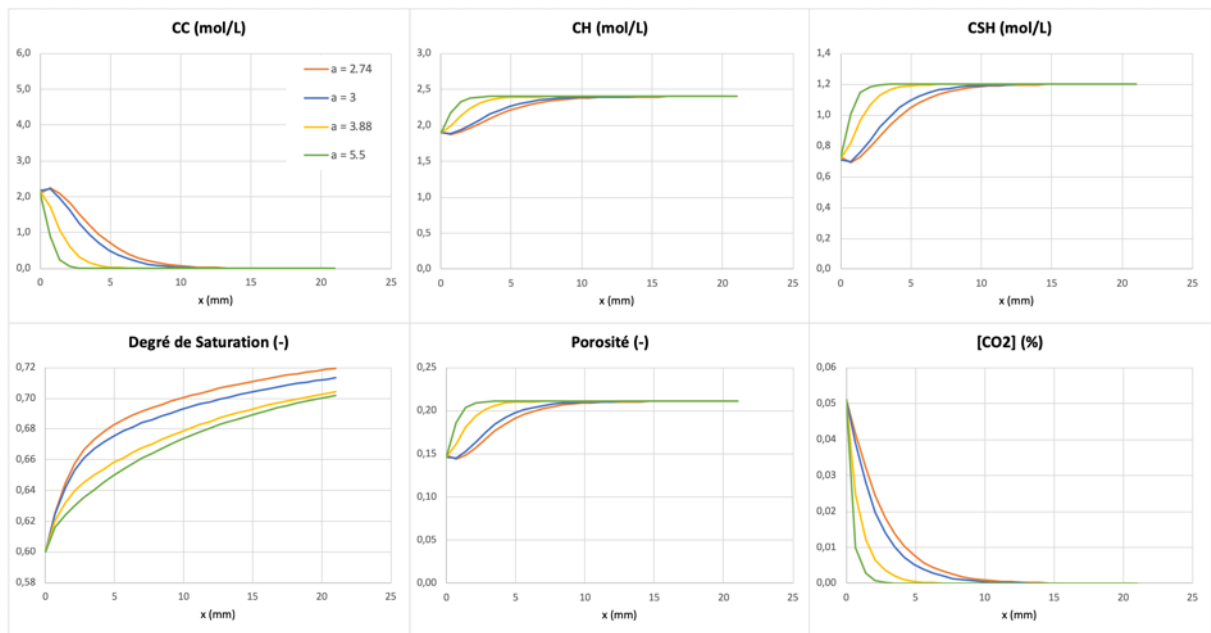 CC (mol/L)
6,0
5,0
4,0
3,0
2,0
1,0
0,0
0 5 10 15 20 25
x (mm)
a = 2.74
a = 3
a = 3.88
a = 5.5
CH (mol/L)
3,0
2,5
2,0
1,5
1,0
0,5
0,0
0 5 10 15 20 25
x (mm)
CSH (mol/L)
1,4
1,2
1,0
0,8
0,6
0,4
0,2
0,0
0 5 10 15 20 25
x (mm)
Degré de Saturation (-)
0,72
0,70
0,68
0,66
0,64
0,62
0,60
0,58
0 5 10 15 20 25
x (mm)
Porosité (-)
0,25
0,20
0,15
0,10
0,05
0,00
0 5 10 15 20 25
x (mm)
[CO2] (%)
0,06
0,05
0,04
0,03
0,02
0,01
0,00
0 5 10 15 20 25
x (mm)